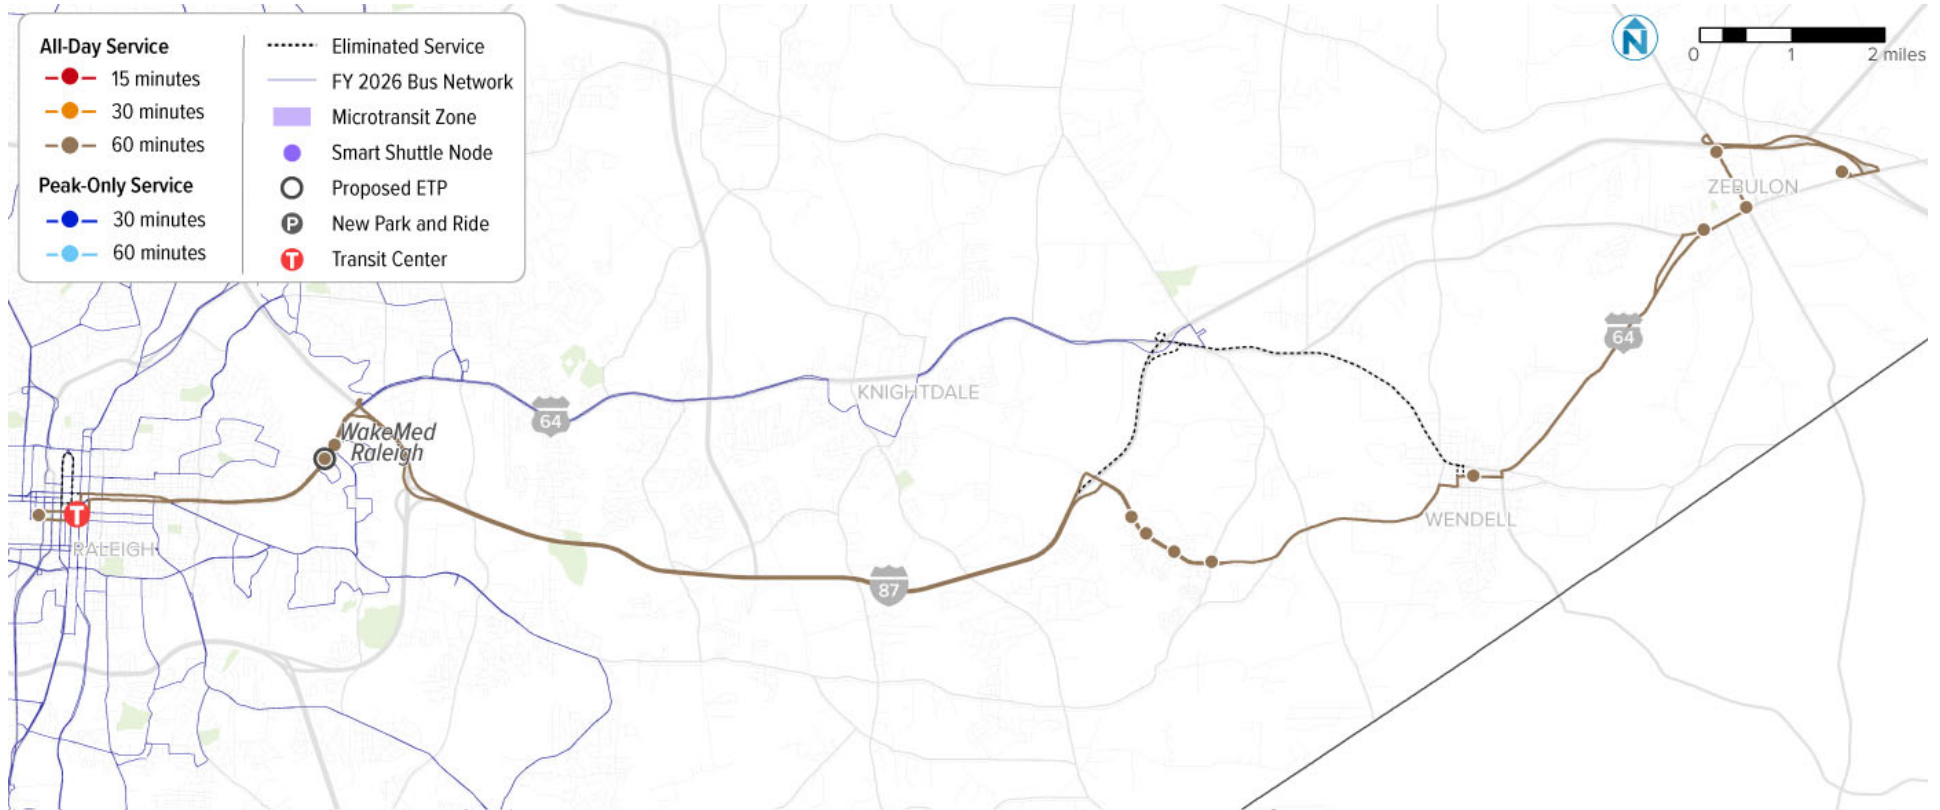 All-Day Service
15 minutes
30 minutes
60 minutes
Peak-Only Service
30 minutes
60 minutes
Eliminated Service
FY 2026 Bus Network
Microtransit Zone
Smart Shuttle Node
Proposed ETP
P New Park and Ride
T Transit Center
N
0 1 2 miles
ZEBULON
64
KNIGHTDALE
64
WakeMed
Raleigh
T
WENDELL
RALEIGH
87